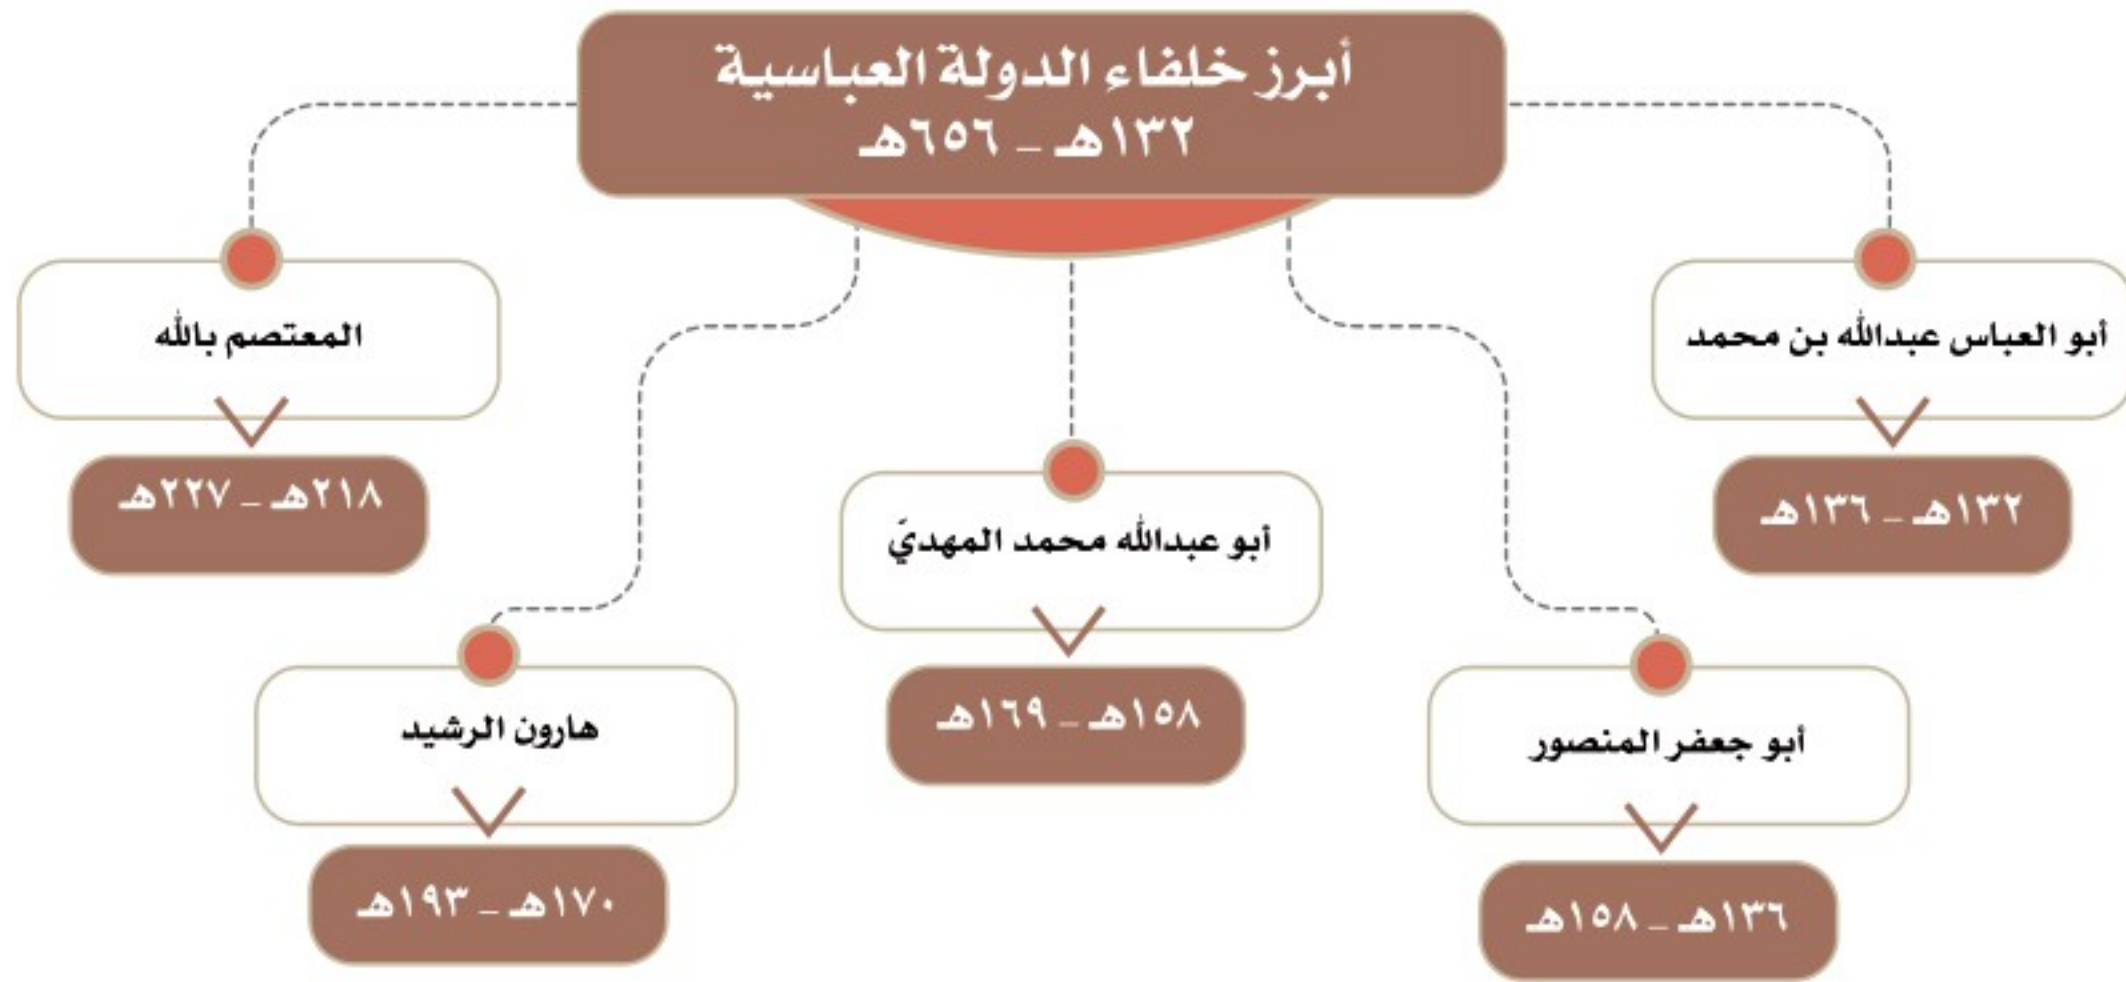 أبرز خلفاء الدولة العباسية
١٣٢هـ – ٦٥٦هـ
أبو العباس عبدالله بن محمد
١٣٢هـ – ١٣٦هـ
أبو جعفر المنصور
١٣٦هـ – ١٥٨هـ
أبو عبدالله محمد المهديّ
١٥٨هـ – ١٦٩هـ
هارون الرشيد
١٧٠هـ – ١٩٣هـ
المعتصم بالله
٢١٨هـ – ٢٢٧هـ